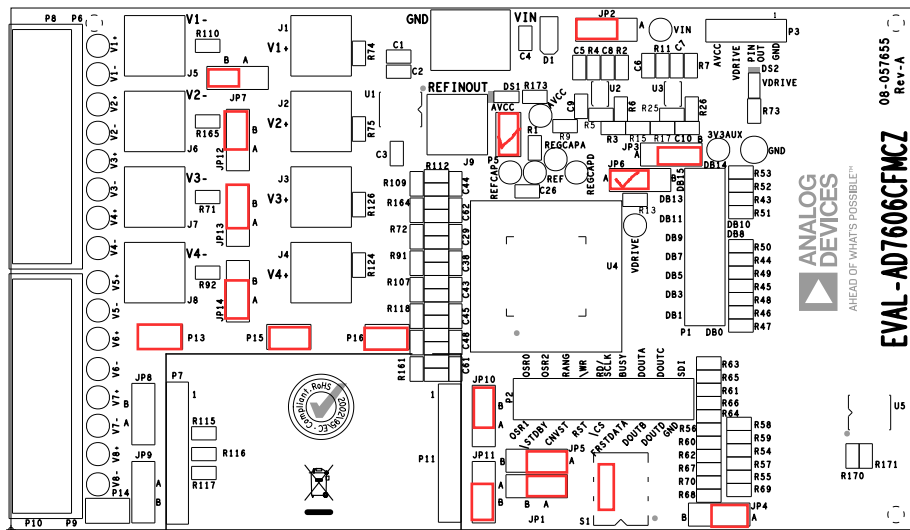 P8 P6
V1-
R110
J1
V1+
R74
GND
VIN
C1
C2
C4
D1
JP2
A
VIN
P3
1
AVCC
VDRIVE
PIN
OUT
GND
DS2
VDRIVE
R73
08-057655
Rev-A
V1+
V1-
V2+
V2-
V3+
V3-
V4+
V4-
V5+
V5-
V6+
V6-
V7+
V7-
V8+
V8-
J5
B A
JP7
V2-
R165
J6
B
A
JP12
J2
V2+
R75
U1
REFINOUT
DS1
R173
AVCC
AVCC
C5 R4 C8 R2
R11
C7
C6
R7
U2
U3
C9
R6
R5
R25
R26
R9
R1
R3 R15 R17 C10
JP3
A
B
3V3AUX
GND
C3
J9
P5
REGCAPA
REFCAPS
REF
REGCAPD
C26
JP6
A
B
R13
VDRIVE
V3-
R71
J7
B
A
JP13
J3
V3+
R126
V4-
R92
J8
B
A
JP14
J4
V4+
R124
R112
R109
C44
R164
C62
R72
C29
R91
C38
R107
C43
R118
C45
C48
R161
C61
U4
DB15
DB14
DB13
DB11
DB9
DB7
DB5
DB3
DB1
P1
DB0
DB10
DB8
R53
R52
R43
R51
R50
R44
R49
R45
R48
R46
R47
ANALOG
DEVICES
AHEAD OF WHAT'S POSSIBLE™
EVAL-AD7606CFMCZ
P13
P15
P16
JP8
B
A
JP9
A
B
P14
P10 P9
P7
1
R115
R116
R117
Compliant RoHS
2002/95/EC
1
P11
JP10
B
A
JP11
A
B
P2
OSR0
OSR2
RANG
\WR
RD/
SCLK
BUSY
DOUTA
DOUTC
SDI
OSR1
\STDBY
CNVST
RST
\CS
FRSTDATA
DOUTB
DOUTD
GND
JP5
B
A
B A
JP1
S1
R63
R65
R61
R66
R64
R56
R60
R62
R67
R70
R68
R58
R59
R54
R57
R55
R69
B
A
JP4
U5
R170
R171